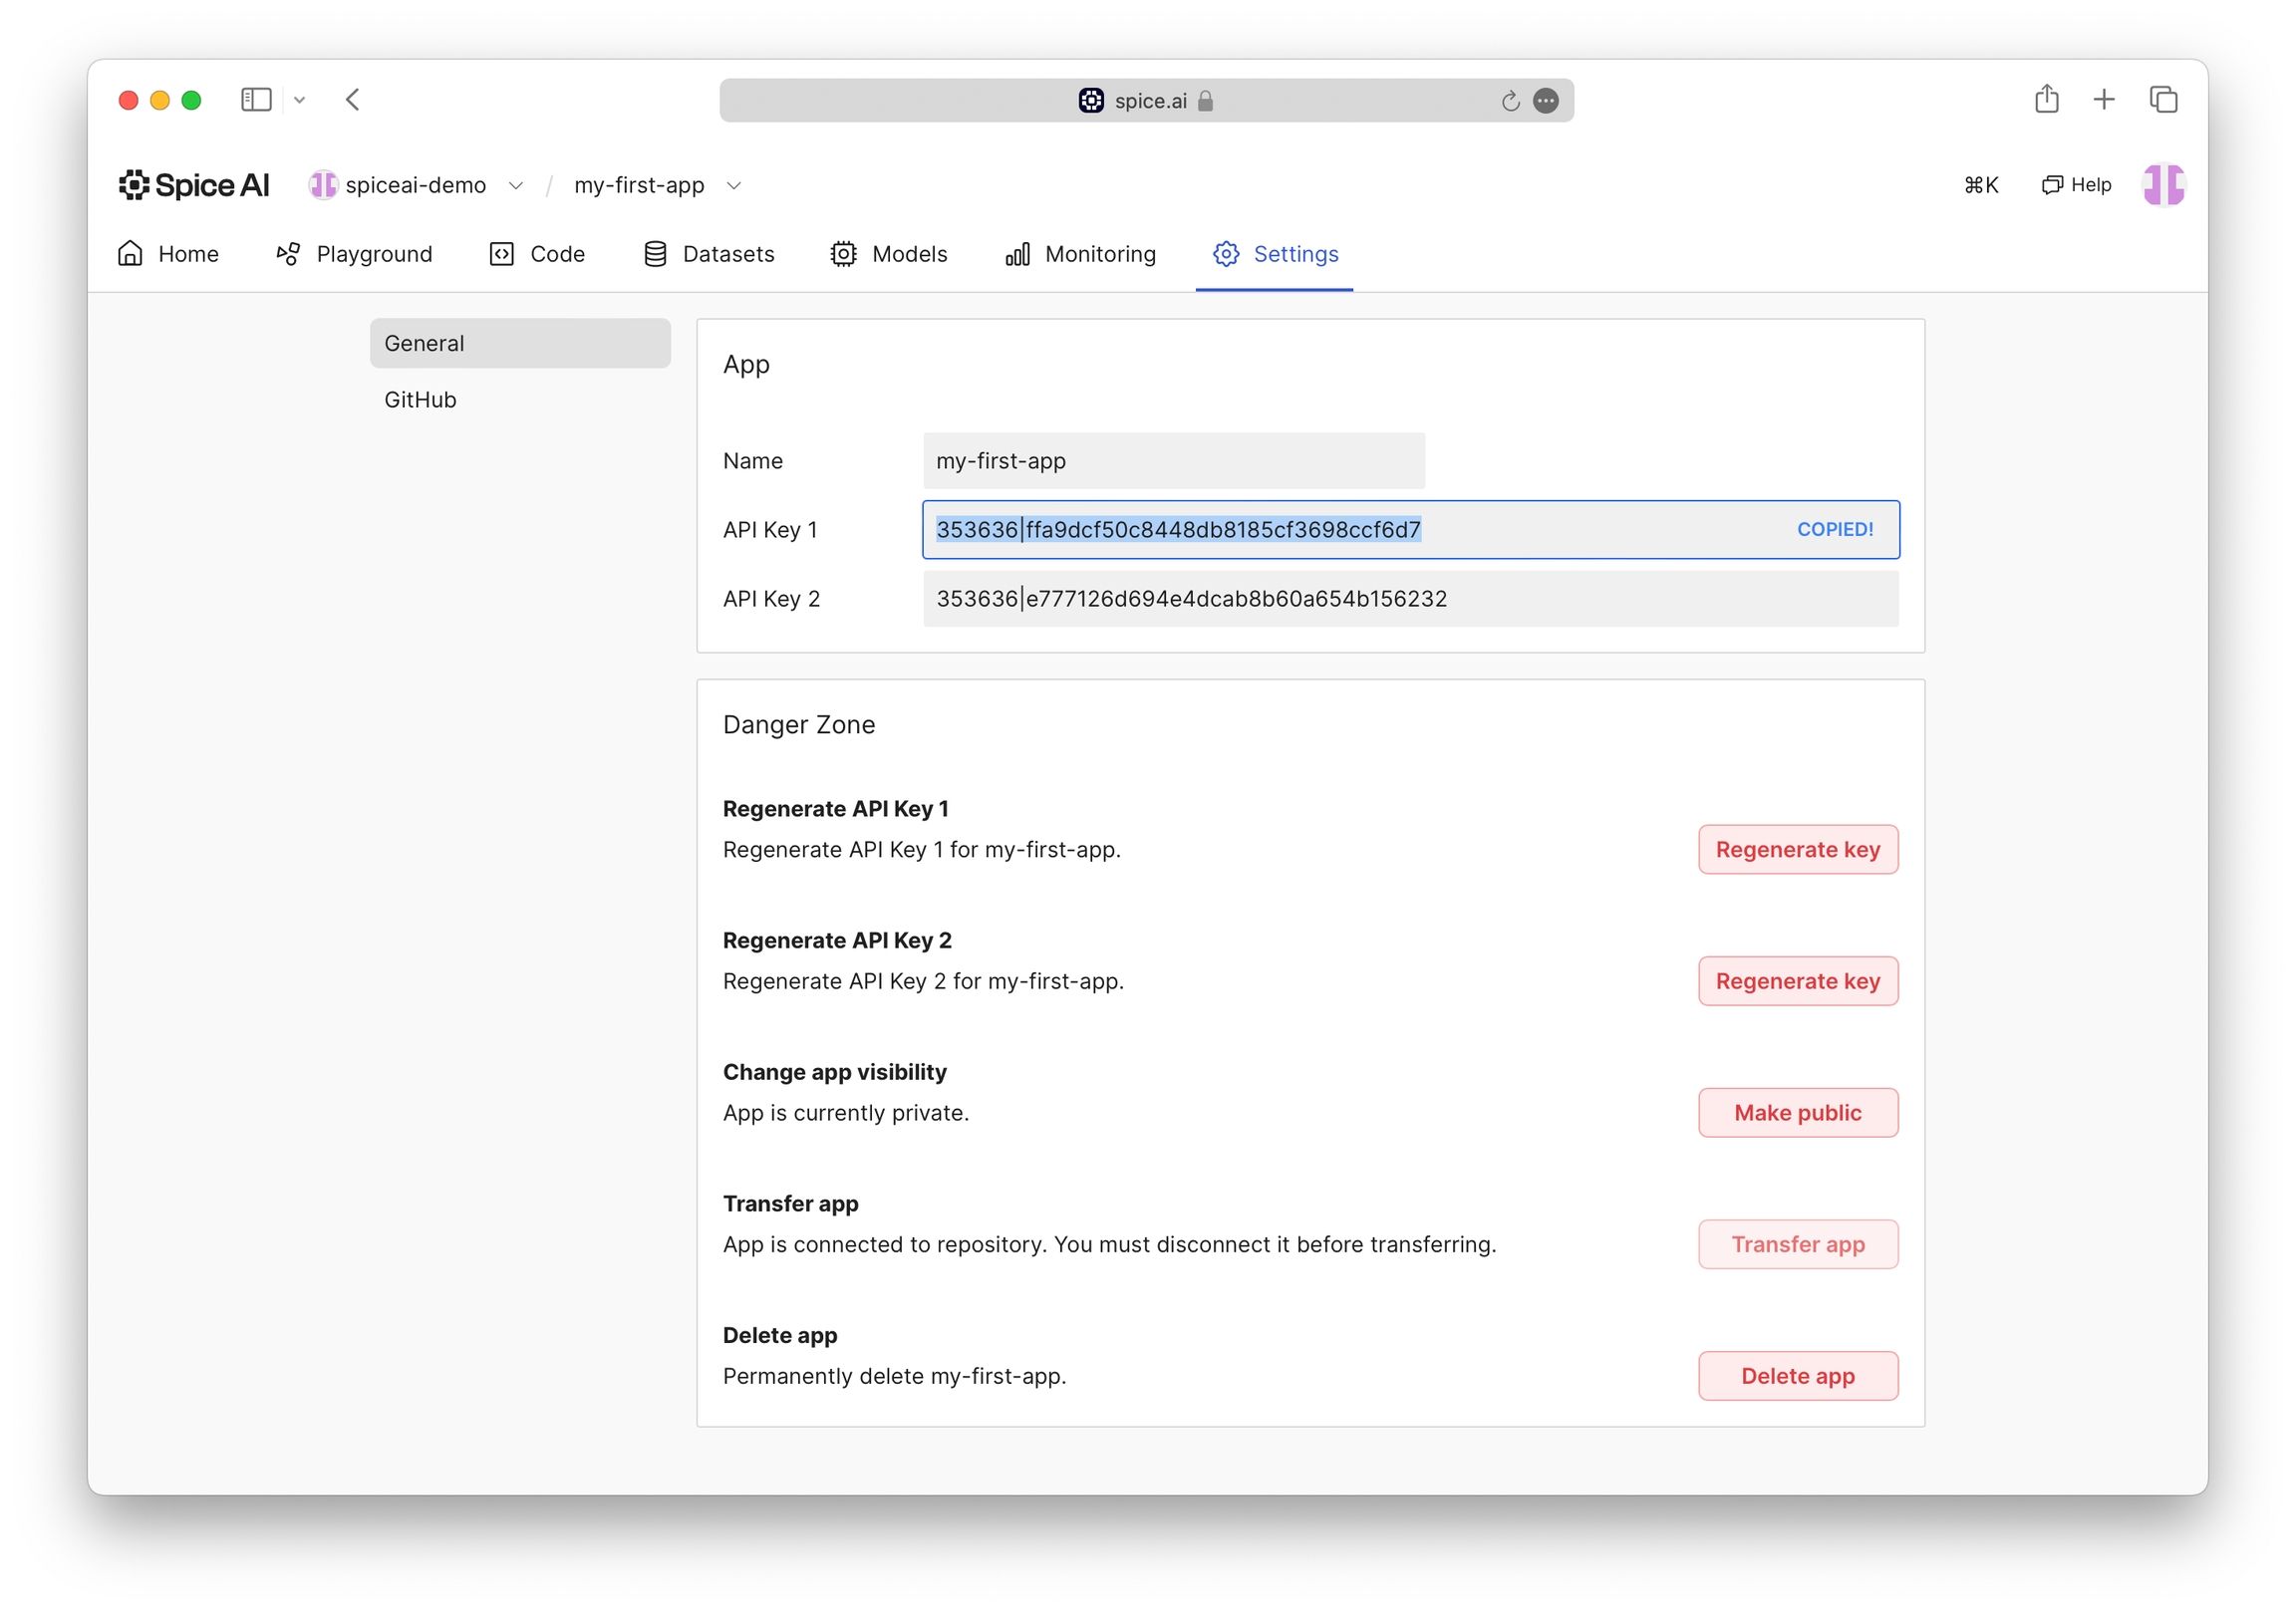 spice.ai
Spice AI spiceai-demo / my-first-app ⌘K Help
Home Playground Code Datasets Models Monitoring Settings
General
GitHub
App
Name my-first-app
API Key 1 353636|ffa9dcf50c8448db8185cf3698ccf6d7 COPIED!
API Key 2 353636|e777126d694e4dcab8b60a654b156232
Danger Zone
Regenerate API Key 1
Regenerate API Key 1 for my-first-app. Regenerate key
Regenerate API Key 2
Regenerate API Key 2 for my-first-app. Regenerate key
Change app visibility
App is currently private. Make public
Transfer app
App is connected to repository. You must disconnect it before transferring. Transfer app
Delete app
Permanently delete my-first-app. Delete app